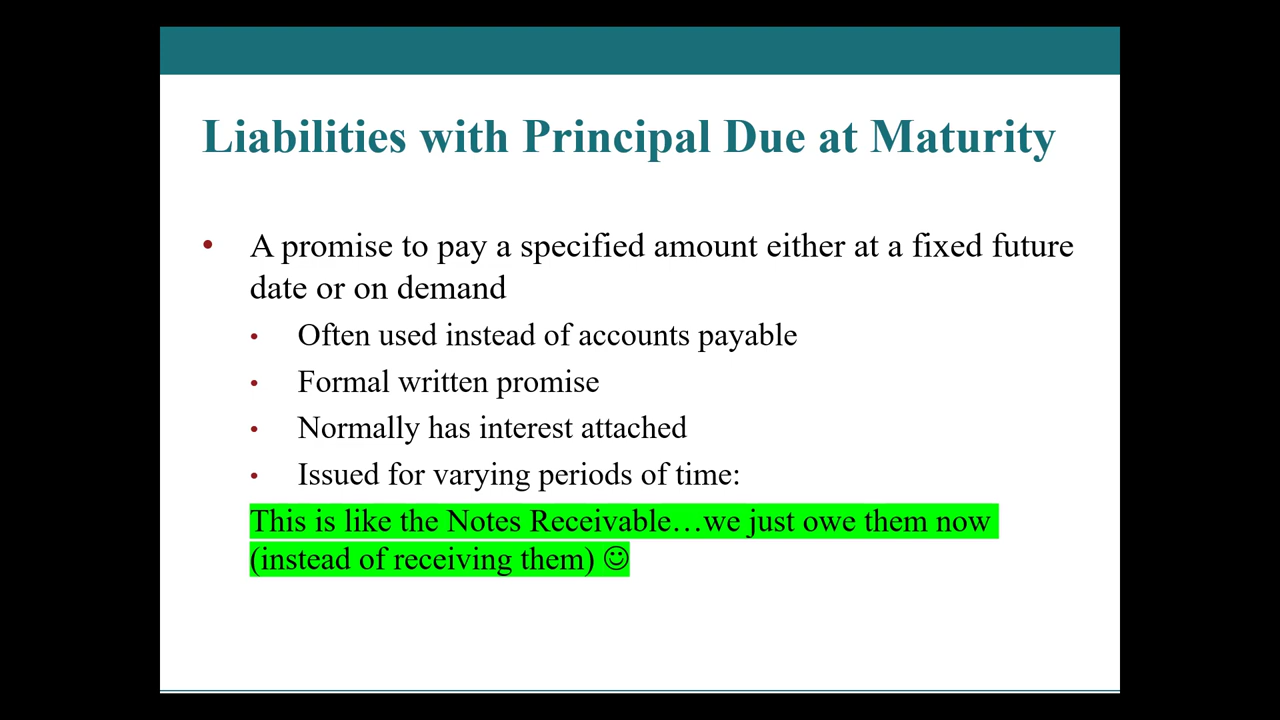 Liabilities with Principal Due at Maturity
• A promise to pay a specified amount either at a fixed future
date or on demand
• Often used instead of accounts payable
• Formal written promise
• Normally has interest attached
• Issued for varying periods of time:
This is like the Notes Receivable…we just owe them now
(instead of receiving them) ☺